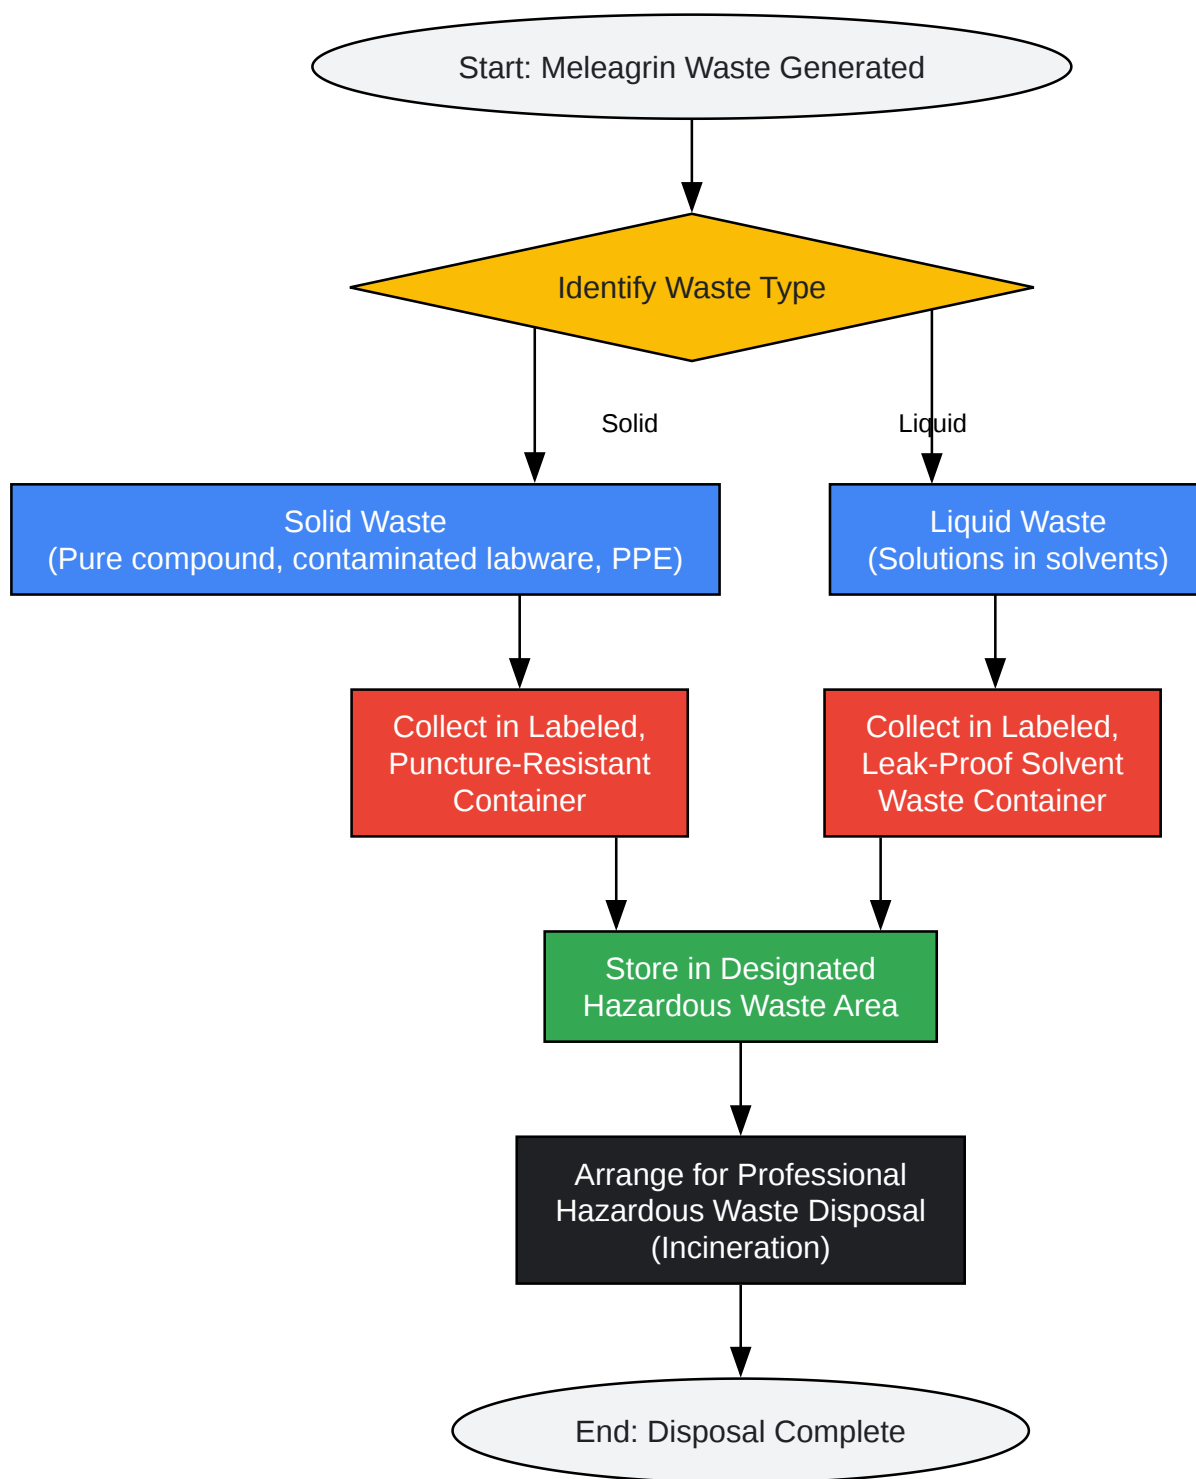 Start: Meleagrin Waste Generated
Identify Waste Type
Solid
Liquid
Solid Waste
(Pure compound, contaminated labware, PPE)
Liquid Waste
(Solutions in solvents)
Collect in Labeled,
Puncture-Resistant
Container
Collect in Labeled,
Leak-Proof Solvent
Waste Container
Store in Designated
Hazardous Waste Area
Arrange for Professional
Hazardous Waste Disposal
(Incineration)
End: Disposal Complete